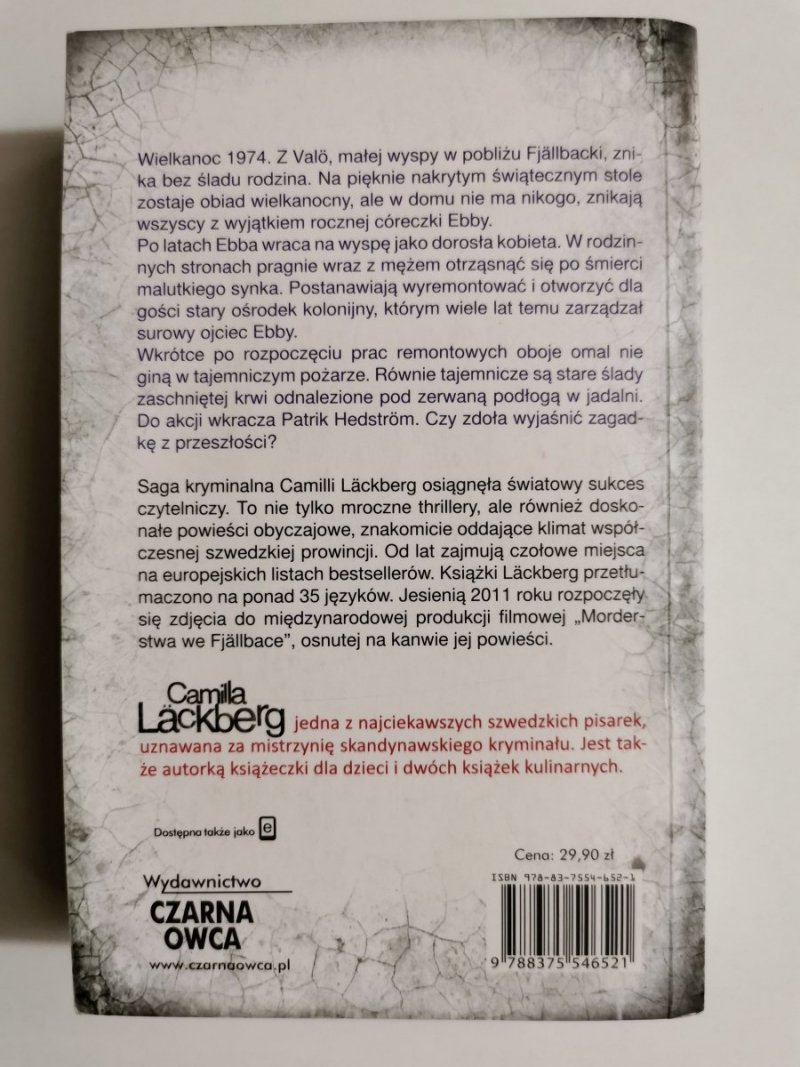 Wielkanoc 1974. Z Valö, małej wyspy w pobliżu Fjällbacki, zni-
ka bez śladu rodzina. Na pięknie nakrytym świątecznym stole
zostaje obiad wielkanocny, ale w domu nie ma nikogo, znikają
wszyscy z wyjątkiem rocznej córeczki Ebby.
Po latach Ebba wraca na wyspę jako dorosła kobieta. W rodzin-
nych stronach pragnie wraz z mężem otrząsnąć się po śmierci
malutkiego synka. Postanawiają wyremontować i otworzyć dla
gości stary ośrodek kolonijny, którym wiele lat temu zarządzał
surowy ojciec Ebby.
Wkrótce po rozpoczęciu prac remontowych oboje omal nie
giną w tajemniczym pożarze. Równie tajemnicze są stare ślady
zaschniętej krwi odnalezione pod zerwaną podłogą w jadalni.
Do akcji wkracza Patrik Hedström. Czy zdoła wyjaśnić zagad-
kę z przeszłości?
Saga kryminalna Camilli Läckberg osiągnęła światowy sukces
czytelniczy. To nie tylko mroczne thrillery, ale również dosko-
nałe powieści obyczajowe, znakomicie oddające klimat współ-
czesnej szwedzkiej prowincji. Od lat zajmują czołowe miejsca
na europejskich listach bestsellerów. Książki Läckberg przetłu-
maczono na ponad 35 języków. Jesienią 2011 roku rozpoczęły
się zdjęcia do międzynarodowej produkcji filmowej „Morder-
stwa we Fjällbace”, osnutej na kanwie jej powieści.
Camilla
Läckberg jedna z najciekawszych szwedzkich pisarek,
uznawana za mistrzynię skandynawskiego kryminału. Jest tak-
że autorką książeczki dla dzieci i dwóch książek kulinarnych.
Dostępna także jako e
Cena: 29,90 zł
ISBN 978-83-7554-652-1
Wydawnictwo
CZARNA
OWCA
www.czarnaowca.pl
9 788375 546521